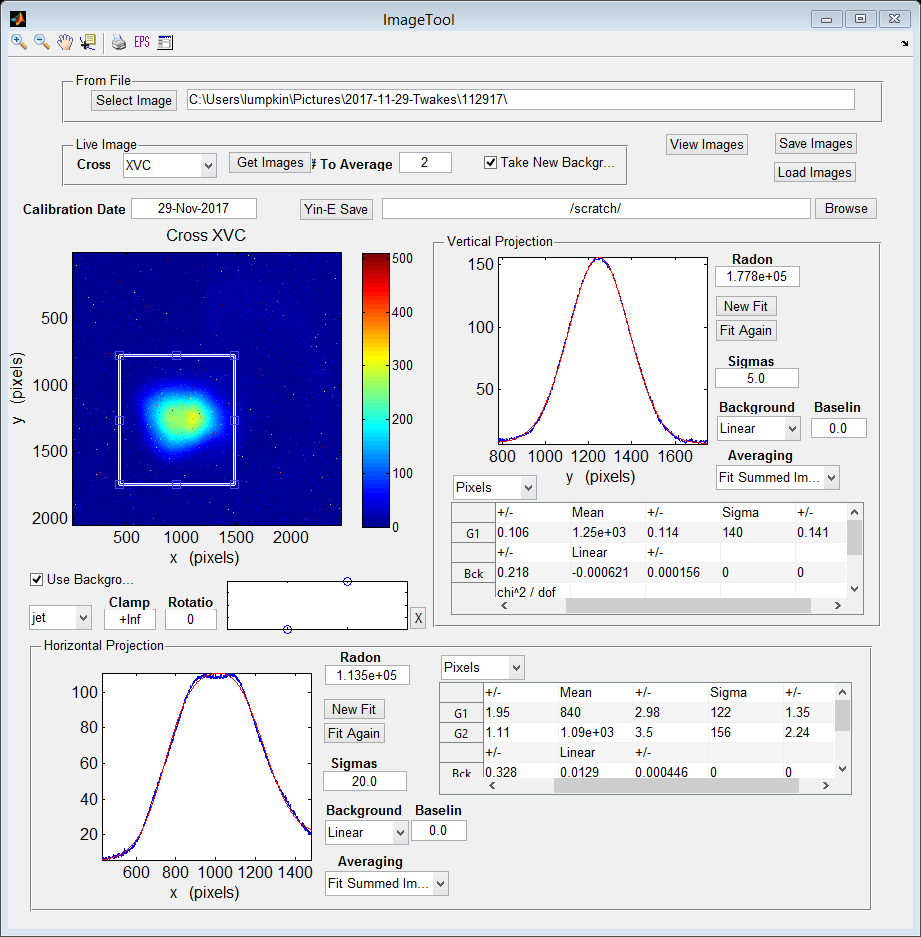 ImageTool
EPS
From File
Select Image C:\Users\lumpkin\Pictures\2017-11-29-Twakes\112917\
Live Image
Cross XVC Get Images # To Average 2 Take New Backgr...
View Images Save Images
Load Images
Calibration Date 29-Nov-2017 Yin-E Save /scratch/ Browse
Cross XVC
500
1000
1500
2000
y (pixels)
500 1000 1500 2000
x (pixels)
500
400
300
200
100
0
Use Backgro...
jet Clamp +Inf Rotatio 0 X
Vertical Projection
150
100
50
800 1000 1200 1400 1600
y (pixels)
Radon
1.778e+05
New Fit
Fit Again
Sigmas
5.0
Background Baselin
Linear 0.0
Averaging
Fit Summed Im...
Pixels
+/- Mean +/- Sigma +/-
G1 0.106 1.25e+03 0.114 140 0.141
+/- Linear +/-
Bck 0.218 -0.000621 0.000156 0 0
chi^2 / dof
Horizontal Projection
100
80
60
40
20
600 800 1000 1200 1400
x (pixels)
Radon
1.135e+05
New Fit
Fit Again
Sigmas
20.0
Background Baselin
Linear 0.0
Averaging
Fit Summed Im...
Pixels
+/- Mean +/- Sigma +/-
G1 1.95 840 2.98 122 1.35
G2 1.11 1.09e+03 3.5 156 2.24
+/- Linear +/-
Bck 0.328 0.0129 0.000446 0 0